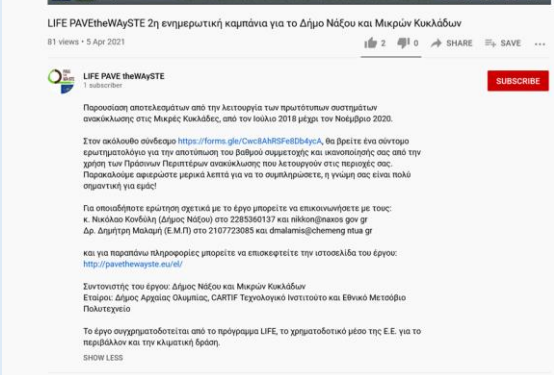 LIFE PAVEtheWAySTE 2η ενημερωτική καμπάνια για το Δήμο Νάξου και Μικρών Κυκλάδων
81 views • 5 Apr 2021
2 0 SHARE SAVE ...
LIFE PAVE theWAySTE
1 subscriber
SUBSCRIBE
Παρουσίαση αποτελεσμάτων από την λειτουργία των πρωτότυπων συστημάτων
ανακύκλωσης στις Μικρές Κυκλάδες, από τον Ιούλιο 2018 μέχρι τον Νοέμβριο 2020.
Στον ακόλουθο σύνδεσμο https://forms.gle/Cwc8AhRSFe8Db4ycA, θα βρείτε ένα σύντομο
ερωτηματολόγιο για την αποτύπωση του βαθμού συμμετοχής και ικανοποίησής σας από την
χρήση των Πράσινων Περιπτέρων ανακύκλωσης που λειτουργούν στις περιοχές σας.
Παρακαλούμε αφιερώστε μερικά λεπτά για να το συμπληρώσετε, η γνώμη σας είναι πολύ
σημαντική για εμάς!
Για οποιαδήποτε ερώτηση σχετικά με το έργο μπορείτε να επικοινωνήσετε με τους:
κ. Νικόλαο Κονδύλη (Δήμος Νάξου) στο 2285360137 και nikkon@naxos gov gr
Δρ. Δημήτρη Μαλαμή (Ε.Μ.Π) στο 2107723085 και dmalamis@chemeng ntua gr
και για παραπάνω πληροφορίες μπορείτε να επισκεφτείτε την ιστοσελίδα του έργου:
http://pavethewayste.eu/el/
Συντονιστής του έργου: Δήμος Νάξου και Μικρών Κυκλάδων
Εταίροι: Δήμος Αρχαίας Ολυμπίας, CARTIF Τεχνολογικό Ινστιτούτο και Εθνικό Μετσόβιο
Πολυτεχνείο
Το έργο συγχρηματοδοτείται από το πρόγραμμα LIFE, το χρηματοδοτικό μέσο της Ε.Ε. για το
περιβάλλον και την κλιματική δράση.
SHOW LESS